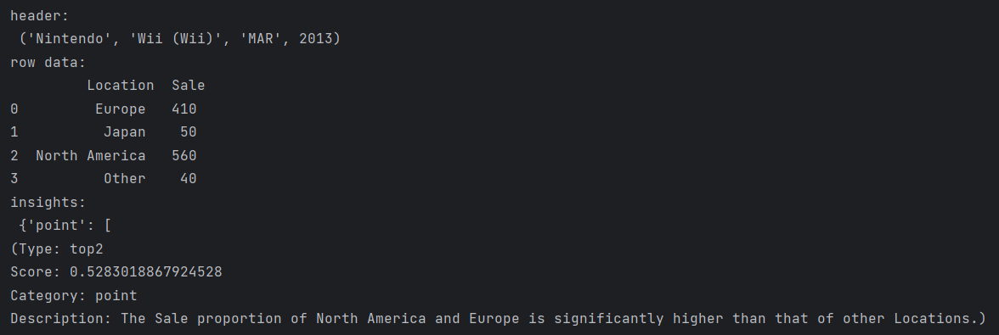 header:
('Nintendo', 'Wii (Wii)', 'MAR', 2013)
row data:
Location  Sale
0         Europe   410
1          Japan    50
2  North America   560
3          Other    40
insights:
{'point': [
(Type: top2
Score: 0.5283018867924528
Category: point
Description: The Sale proportion of North America and Europe is significantly higher than that of other Locations.)